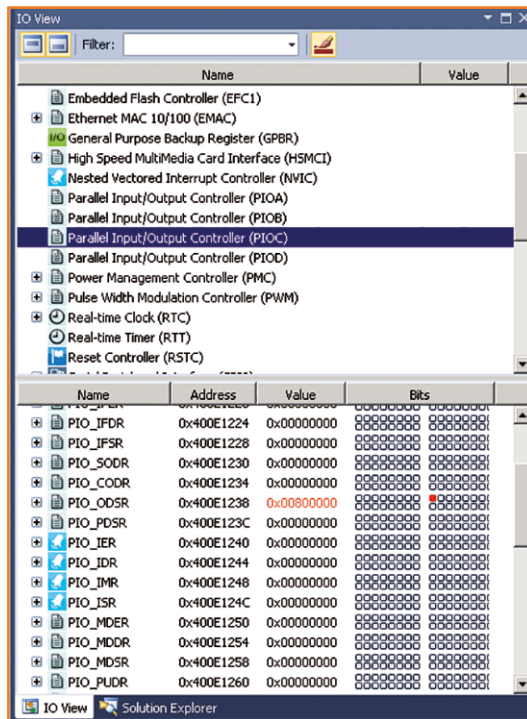 IO View
Filter:
Name Value
Embedded Flash Controller (EFC1)
Ethernet MAC 10/100 (EMAC)
I/O General Purpose Backup Register (GPBR)
High Speed MultiMedia Card Interface (HSMCI)
Nested Vectored Interrupt Controller (NVIC)
Parallel Input/Output Controller (PIOA)
Parallel Input/Output Controller (PIOB)
Parallel Input/Output Controller (PIOC)
Parallel Input/Output Controller (PIOD)
Power Management Controller (PMC)
Pulse Width Modulation Controller (PWM)
Real-time Clock (RTC)
Real-time Timer (RTT)
Reset Controller (RSTC)
Name Address Value Bits
PIO_IFDR 0x400E1224 0x00000000
PIO_IFSR 0x400E1228 0x00000000
PIO_SODR 0x400E1230 0x00000000
PIO_CODR 0x400E1234 0x00000000
PIO_ODSR 0x400E1238 0x00800000
PIO_PDSR 0x400E123C 0x00000000
PIO_IER 0x400E1240 0x00000000
PIO_IDR 0x400E1244 0x00000000
PIO_IMR 0x400E1248 0x00000000
PIO_ISR 0x400E124C 0x00000000
PIO_MDER 0x400E1250 0x00000000
PIO_MDDR 0x400E1254 0x00000000
PIO_MDSR 0x400E1258 0x00000000
PIO_PUDR 0x400E1260 0x00000000
IO View Solution Explorer